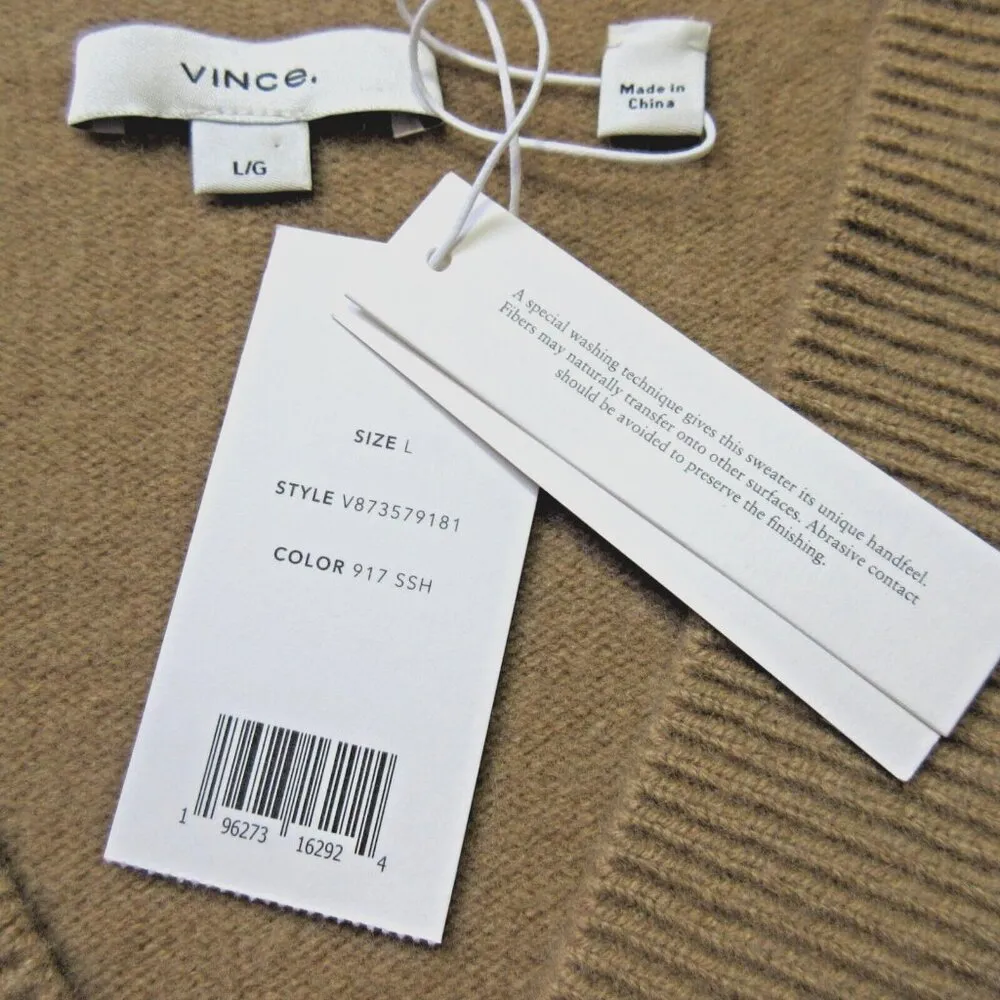 VINCE.
L/G
Made in
China
A special washing technique gives this sweater its unique handfeel.
Fibers may naturally transfer onto other surfaces. Abrasive contact
should be avoided to preserve the finishing.
SIZE L
STYLE V873579181
COLOR 917 SSH
1 96273 16292 4